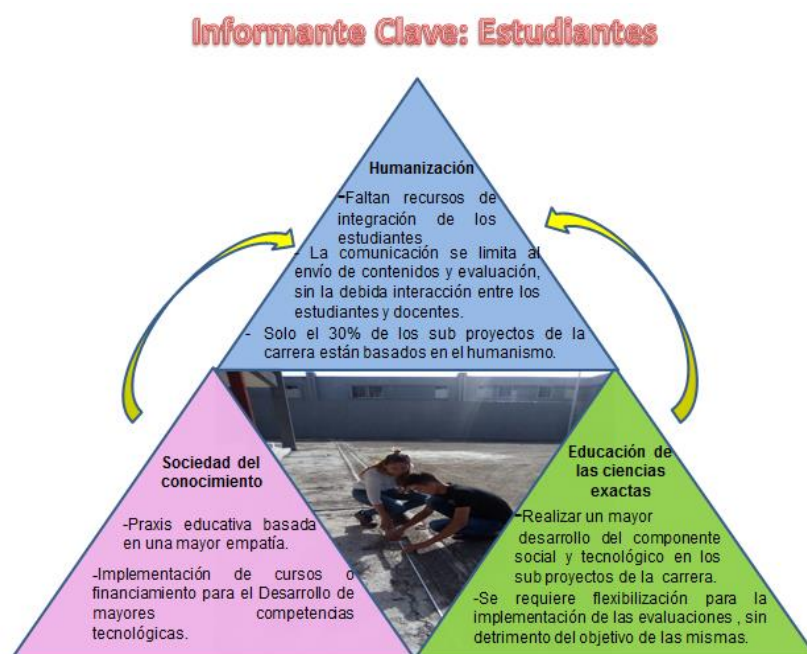 Informante Clave: Estudiantes
Humanización
-Faltan recursos de
integración de los
estudiantes
- La comunicación se limita al
envío de contenidos y evaluación,
sin la debida interacción entre los
estudiantes y docentes.
- Solo el 30% de los sub proyectos de la
carrera están basados en el humanismo.
Sociedad del
conocimiento
-Praxis educativa basada
en una mayor empatía.
-Implementación de cursos o
financiamiento para el Desarrollo de
mayores competencias
tecnológicas.
Educación de
las ciencias
exactas
-Realizar un mayor
desarrollo del componente
social y tecnológico en los
sub proyectos de la carrera.
-Se requiere flexibilización para la
implementación de las evaluaciones , sin
detrimento del objetivo de las mismas.